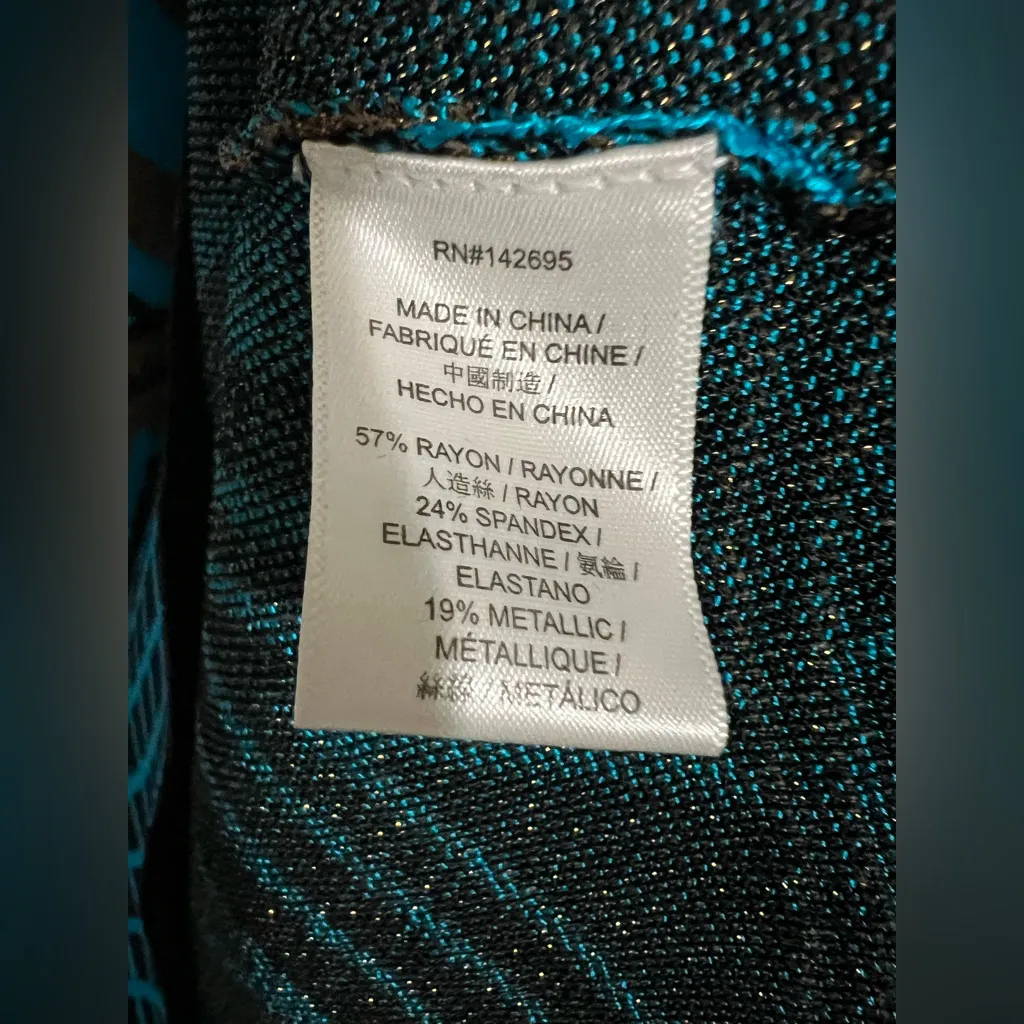 RN#142695
MADE IN CHINA /
FABRIQUÉ EN CHINE /
中國制造 /
HECHO EN CHINA
57% RAYON / RAYONNE /
人造絲 / RAYON
24% SPANDEX /
ELASTHANNE / 氨綸 /
ELASTANO
19% METALLIC /
MÉTALLIQUE /
/ METÁLICO